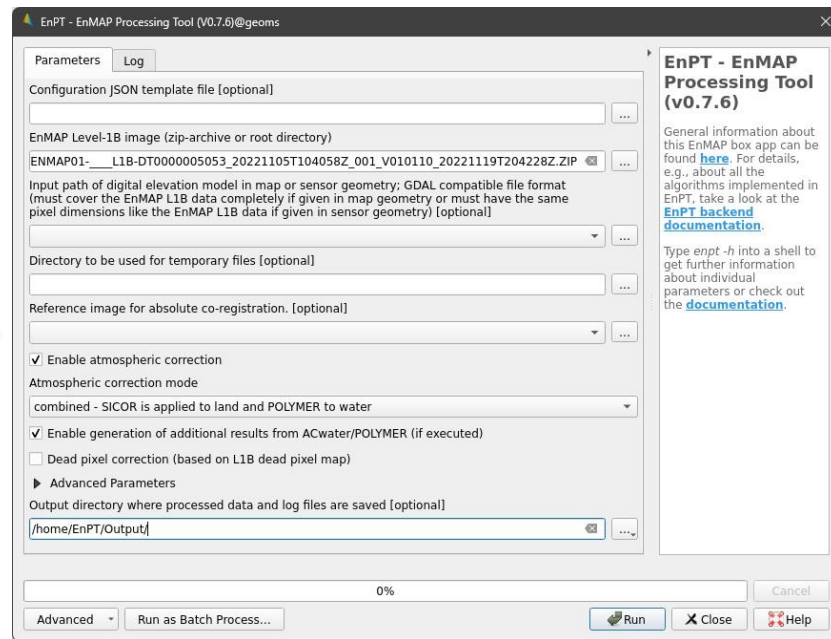 EnPT - EnMAP Processing Tool (V0.7.6)@geoms
Parameters
Log
Configuration JSON template file [optional]
...
EnMAP Level-1B image (zip-archive or root directory)
ENMAP01-____L1B-DT0000005053_20221105T104058Z_001_V010110_20221119T204228Z.ZIP
...
Input path of digital elevation model in map or sensor geometry; GDAL compatible file format
(must cover the EnMAP L1B data completely if given in map geometry or must have the same
pixel dimensions like the EnMAP L1B data if given in sensor geometry) [optional]
...
Directory to be used for temporary files [optional]
...
Reference image for absolute co-registration. [optional]
...
Enable atmospheric correction
Atmospheric correction mode
combined - SICOR is applied to land and POLYMER to water
Enable generation of additional results from ACwater/POLYMER (if executed)
Dead pixel correction (based on L1B dead pixel map)
Advanced Parameters
Output directory where processed data and log files are saved [optional]
/home/EnPT/Output/
...
EnPT - EnMAP
Processing Tool
(v0.7.6)
General information about
this EnMAP box app can be
found here. For details,
e.g., about all the
algorithms implemented in
EnPT, take a look at the
EnPT backend
documentation.
Type enpt -h into a shell to
get further information
about individual
parameters or check out
the documentation.
0%
Cancel
Advanced
Run as Batch Process...
Run
Close
Help